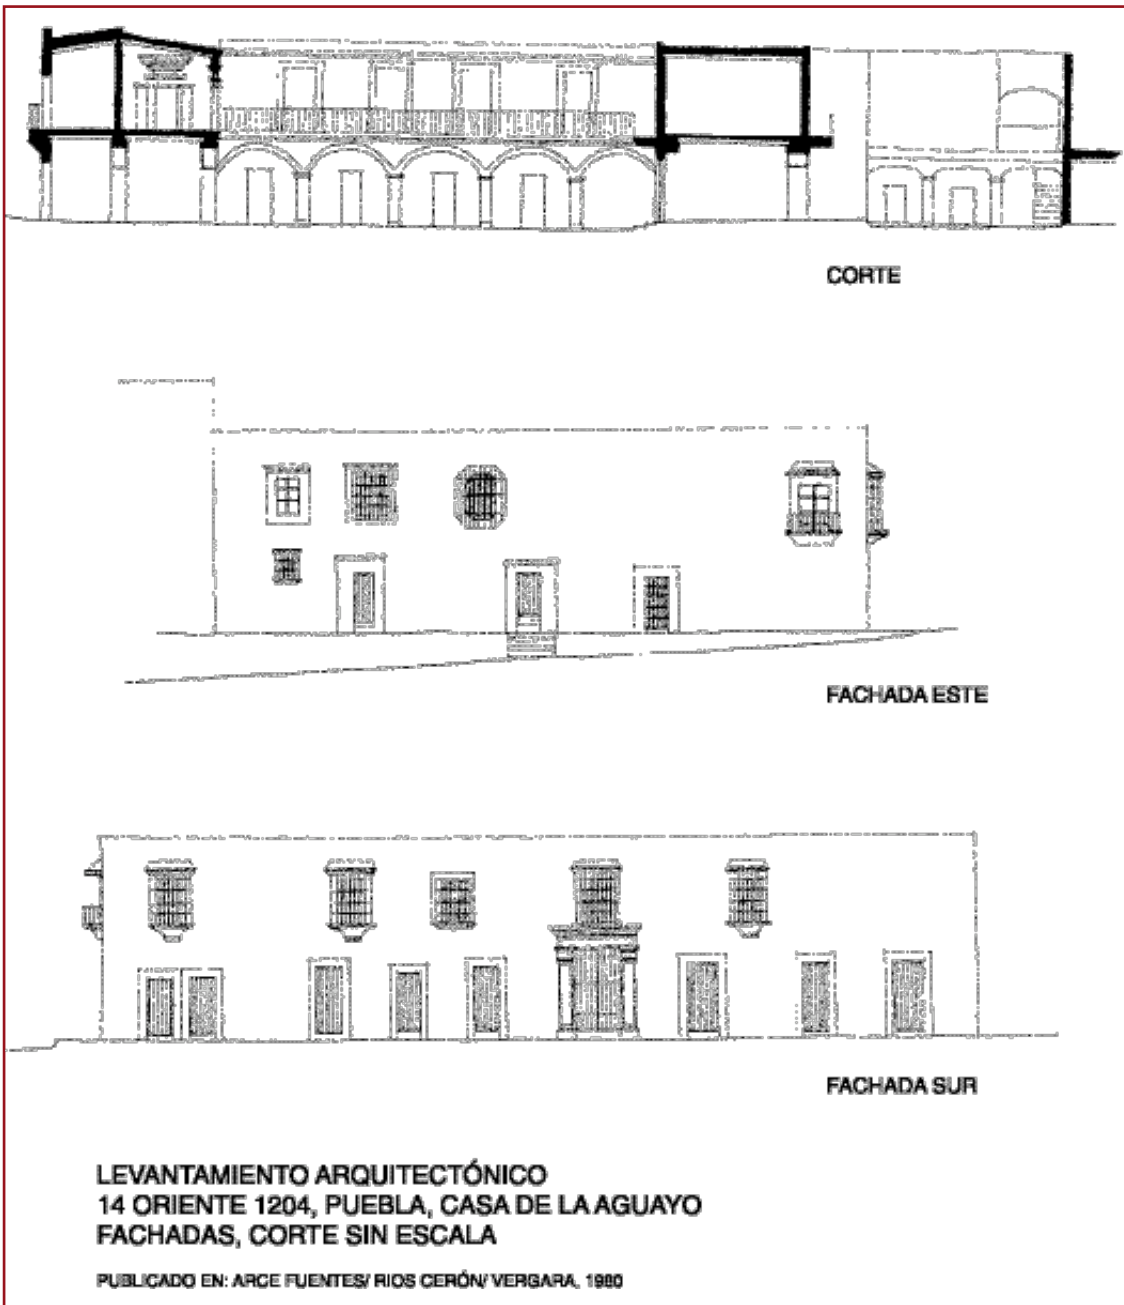 CORTE
FACHADA ESTE
FACHADA SUR
LEVANTAMIENTO ARQUITECTÓNICO
14 ORIENTE 1204, PUEBLA, CASA DE LA AGUAYO
FACHADAS, CORTE SIN ESCALA
PUBLICADO EN: ARCE FUENTES/ RIOS CERÓN/ VERGARA, 1980